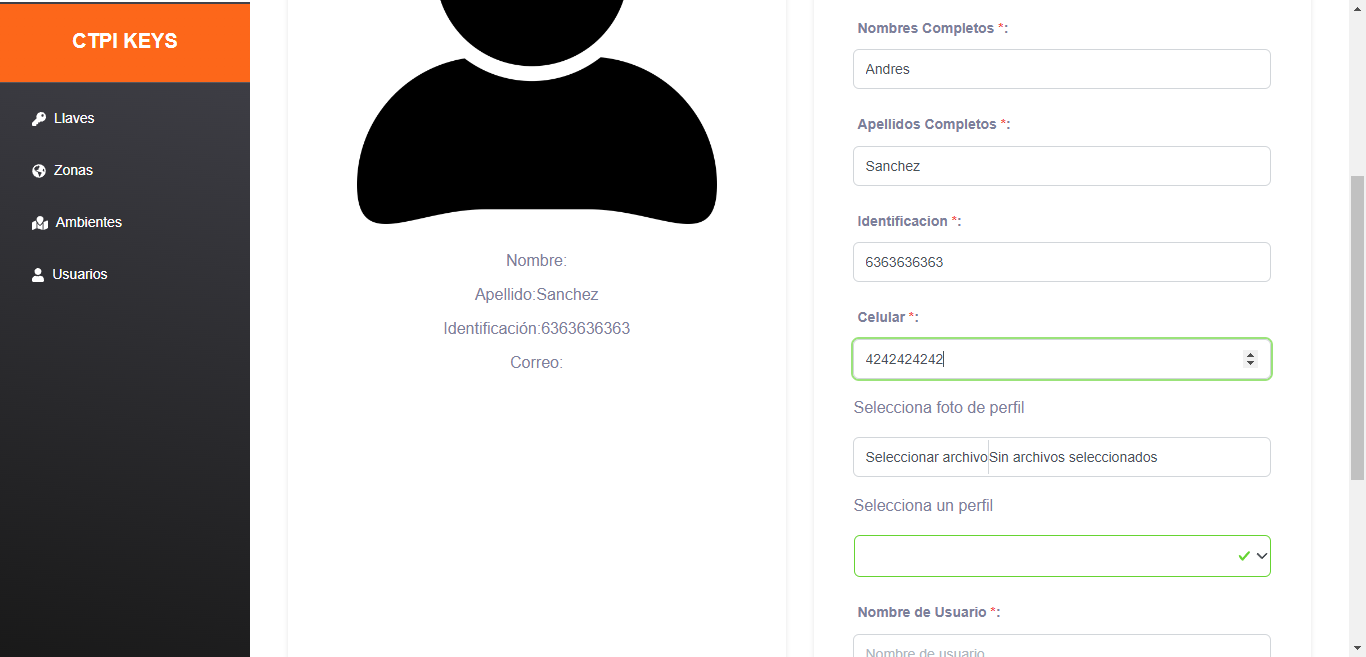 CTPI KEYS
Llaves
Zonas
Ambientes
Usuarios
Nombre:
Apellido:Sanchez
Identificación:6363636363
Correo:
Nombres Completos *:
Andres
Apellidos Completos *:
Sanchez
Identificacion *:
6363636363
Celular *:
4242424242
Selecciona foto de perfil
Seleccionar archivo Sin archivos seleccionados
Selecciona un perfil
Nombre de Usuario *:
Nombre de usuario